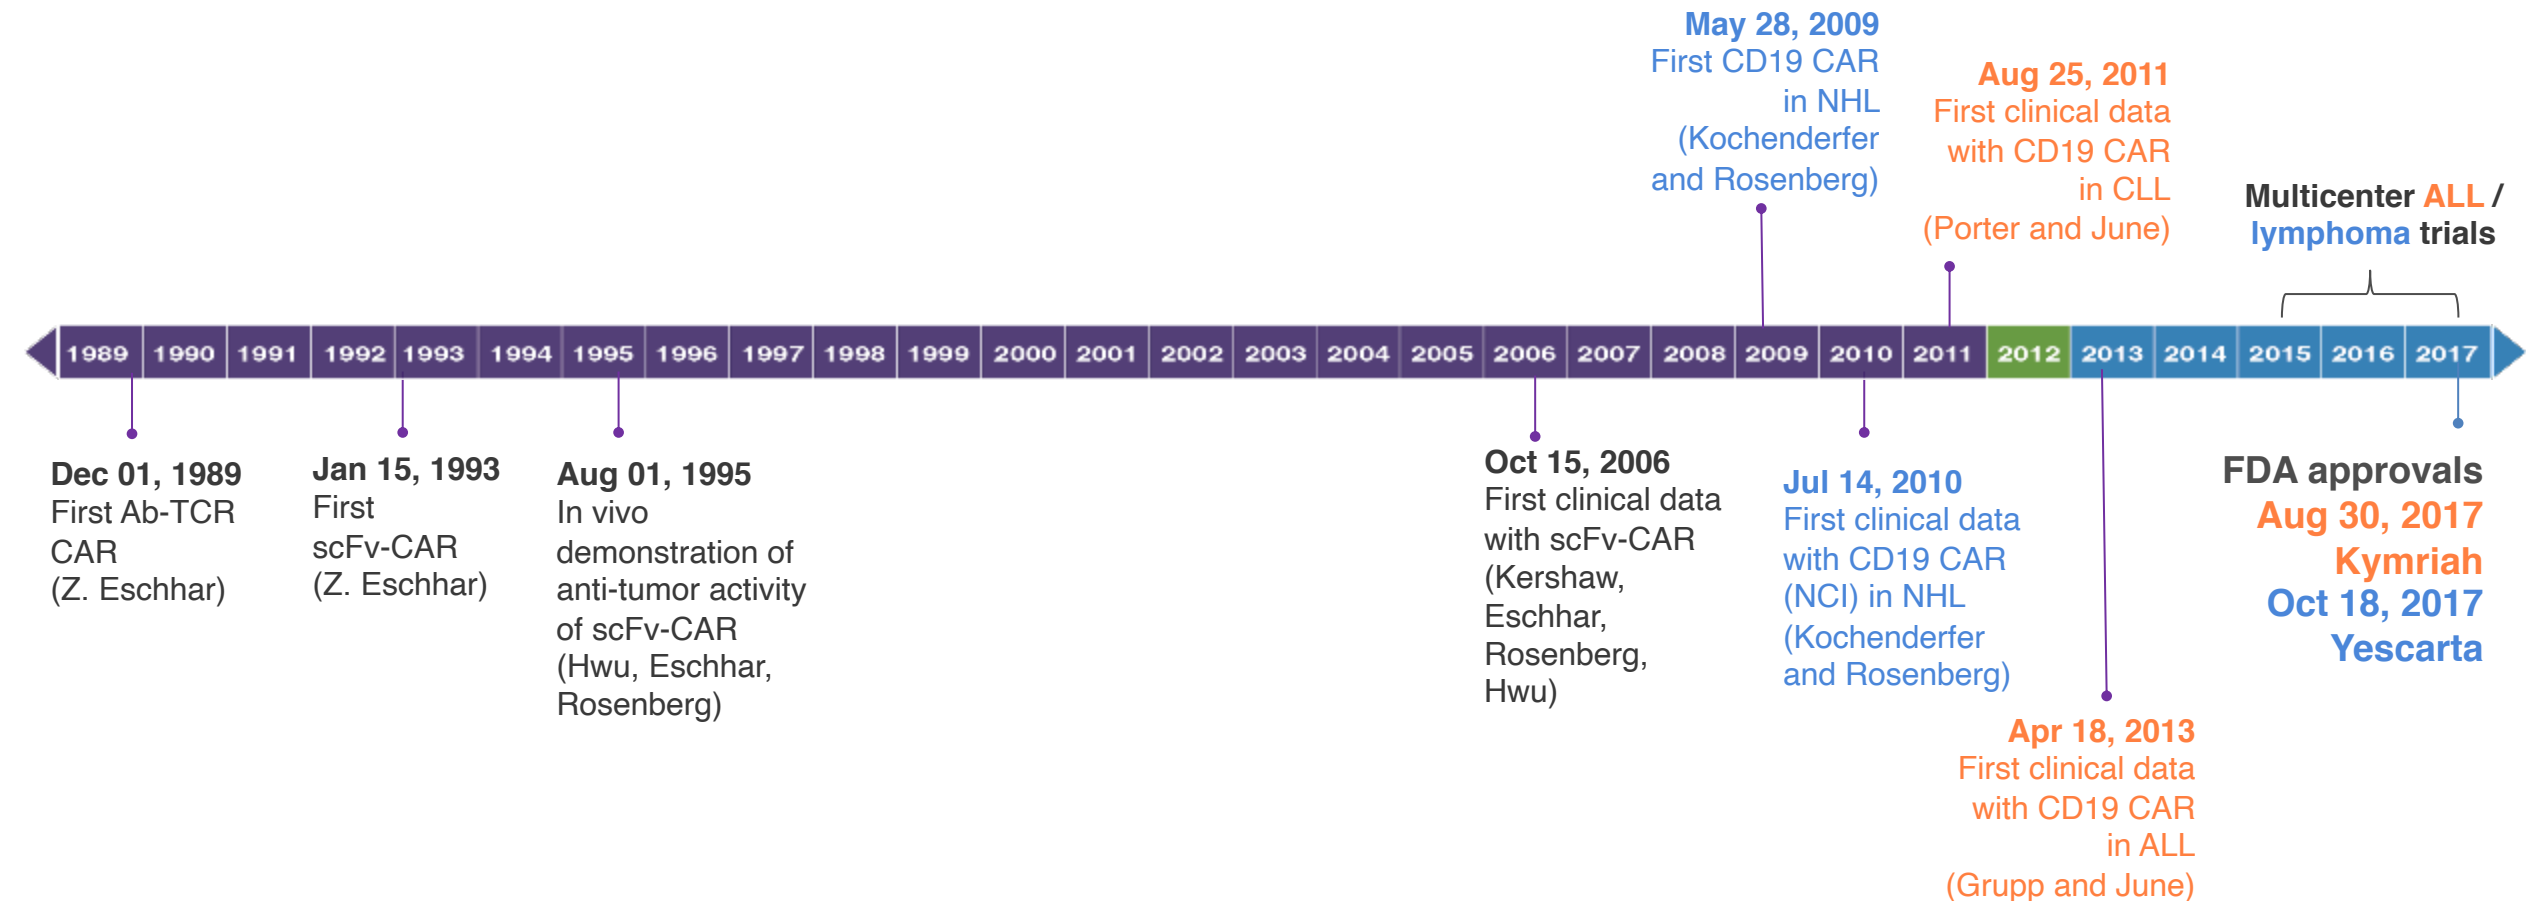 May 28, 2009
First CD19 CAR
in NHL
(Kochenderfer
and Rosenberg)
Aug 25, 2011
First clinical data
with CD19 CAR
in CLL
(Porter and June)
Multicenter ALL /
lymphoma trials
1989 1990 1991 1992 1993 1994 1995 1996 1997 1998 1999 2000 2001 2002 2003 2004 2005 2006 2007 2008 2009 2010 2011 2012 2013 2014 2015 2016 2017
Dec 01, 1989
First Ab-TCR
CAR
(Z. Eschhar)
Jan 15, 1993
First
scFv-CAR
(Z. Eschhar)
Aug 01, 1995
In vivo
demonstration of
anti-tumor activity
of scFv-CAR
(Hwu, Eschhar,
Rosenberg)
Oct 15, 2006
First clinical data
with scFv-CAR
(Kershaw,
Eschhar,
Rosenberg,
Hwu)
Jul 14, 2010
First clinical data
with CD19 CAR
(NCI) in NHL
(Kochenderfer
and Rosenberg)
Apr 18, 2013
First clinical data
with CD19 CAR
in ALL
(Grupp and June)
FDA approvals
Aug 30, 2017
Kymriah
Oct 18, 2017
Yescarta